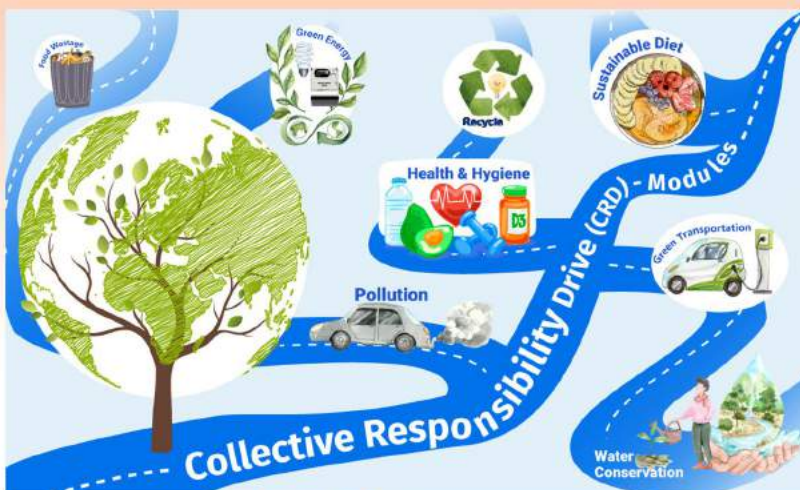 Food Wastage
Green Energy
Recycle
Sustainable Diet
Health & Hygiene
D3
Green Transportation
Pollution
Collective Responsibility Drive (CRD) - Modules
Water
Conservation